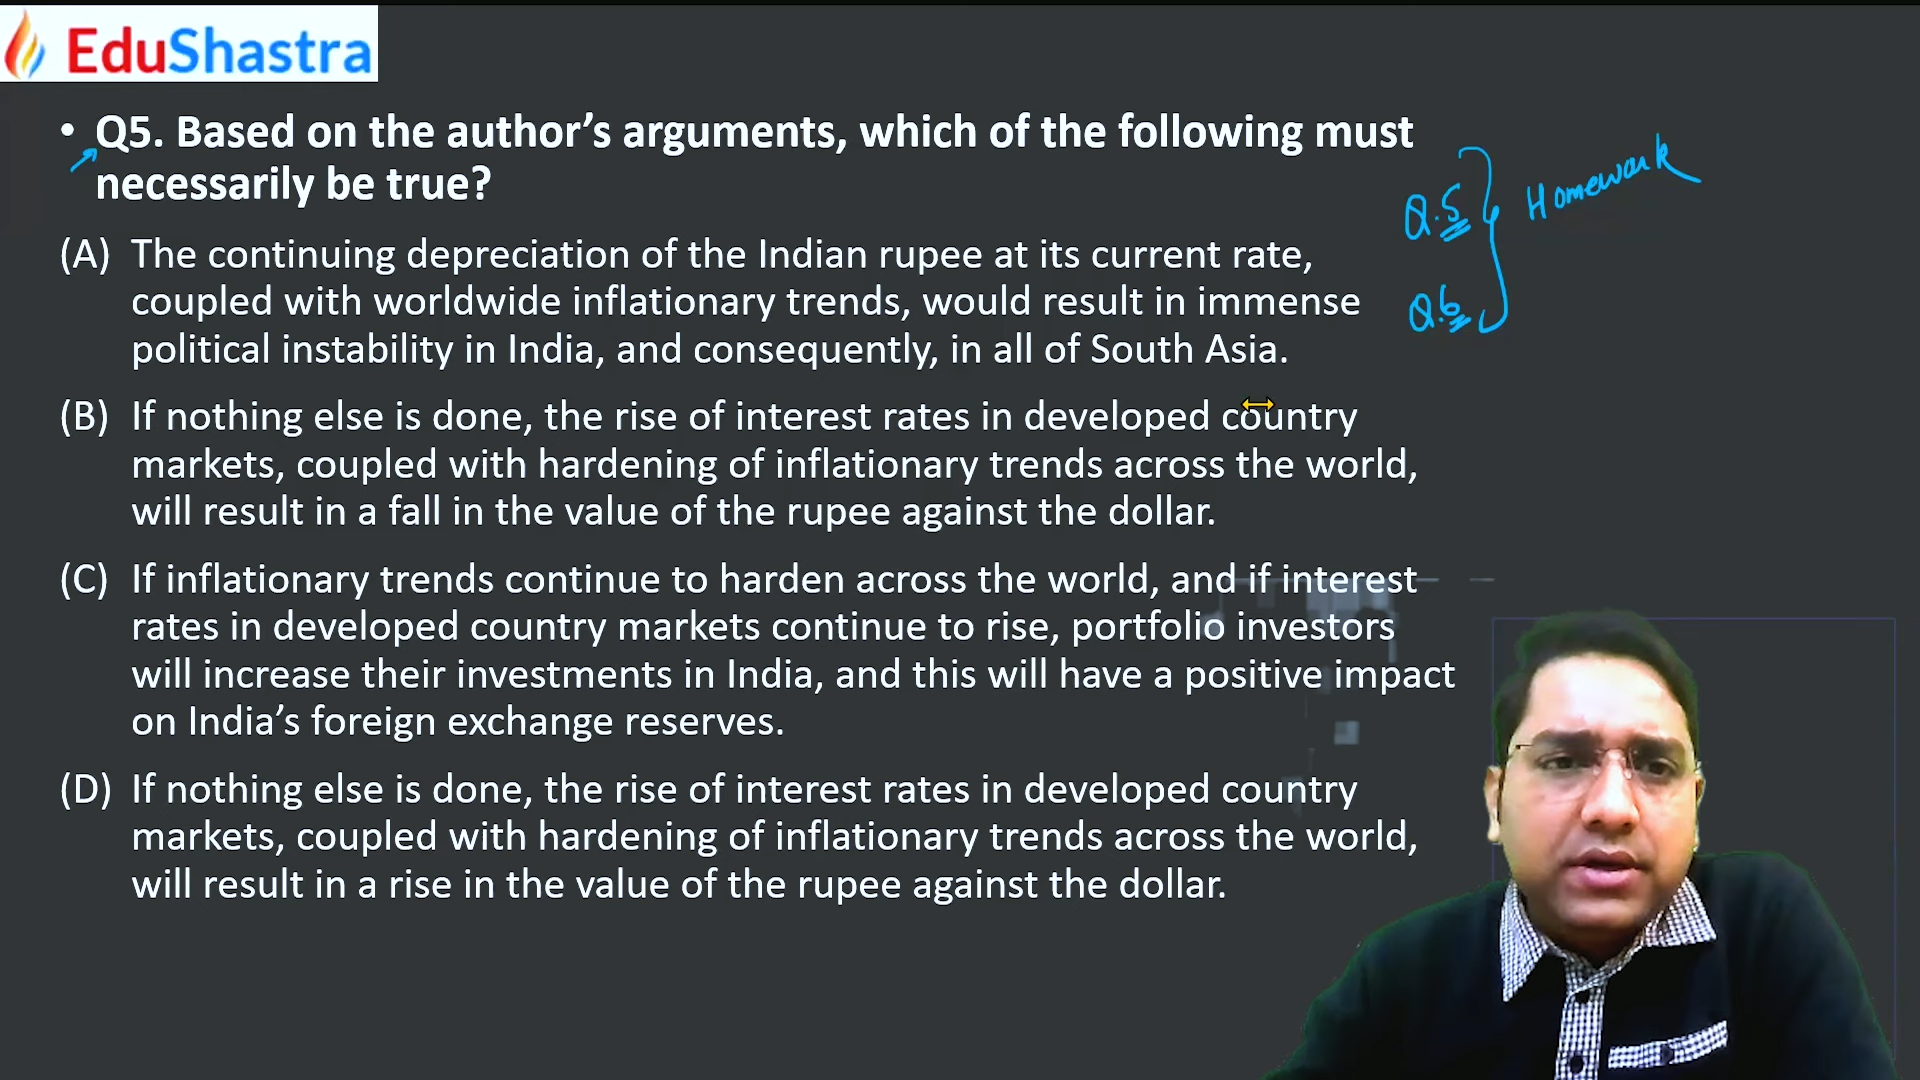 EduShastra
• Q5. Based on the author’s arguments, which of the following must
necessarily be true?
(A) The continuing depreciation of the Indian rupee at its current rate,
coupled with worldwide inflationary trends, would result in immense
political instability in India, and consequently, in all of South Asia.
(B) If nothing else is done, the rise of interest rates in developed country
markets, coupled with hardening of inflationary trends across the world,
will result in a fall in the value of the rupee against the dollar.
(C) If inflationary trends continue to harden across the world, and if interest
rates in developed country markets continue to rise, portfolio investors
will increase their investments in India, and this will have a positive impact
on India’s foreign exchange reserves.
(D) If nothing else is done, the rise of interest rates in developed country
markets, coupled with hardening of inflationary trends across the world,
will result in a rise in the value of the rupee against the dollar.
Q.5
Q.6
Homework